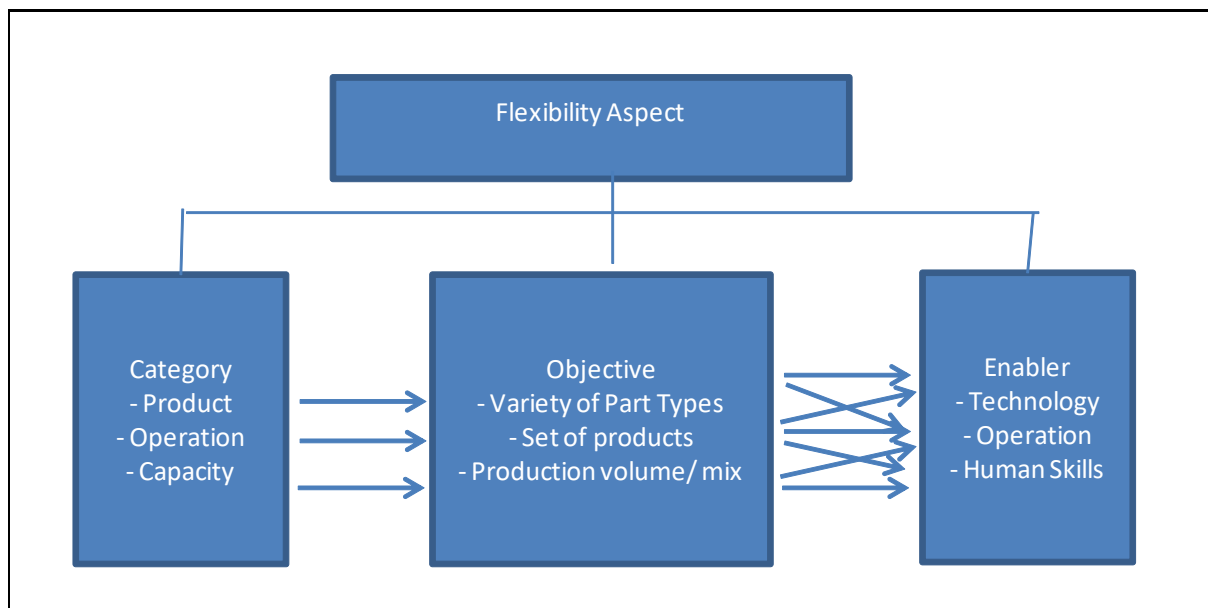 Flexibility Aspect
Category
- Product
- Operation
- Capacity
Objective
- Variety of Part Types
- Set of products
- Production volume/ mix
Enabler
- Technology
- Operation
- Human Skills